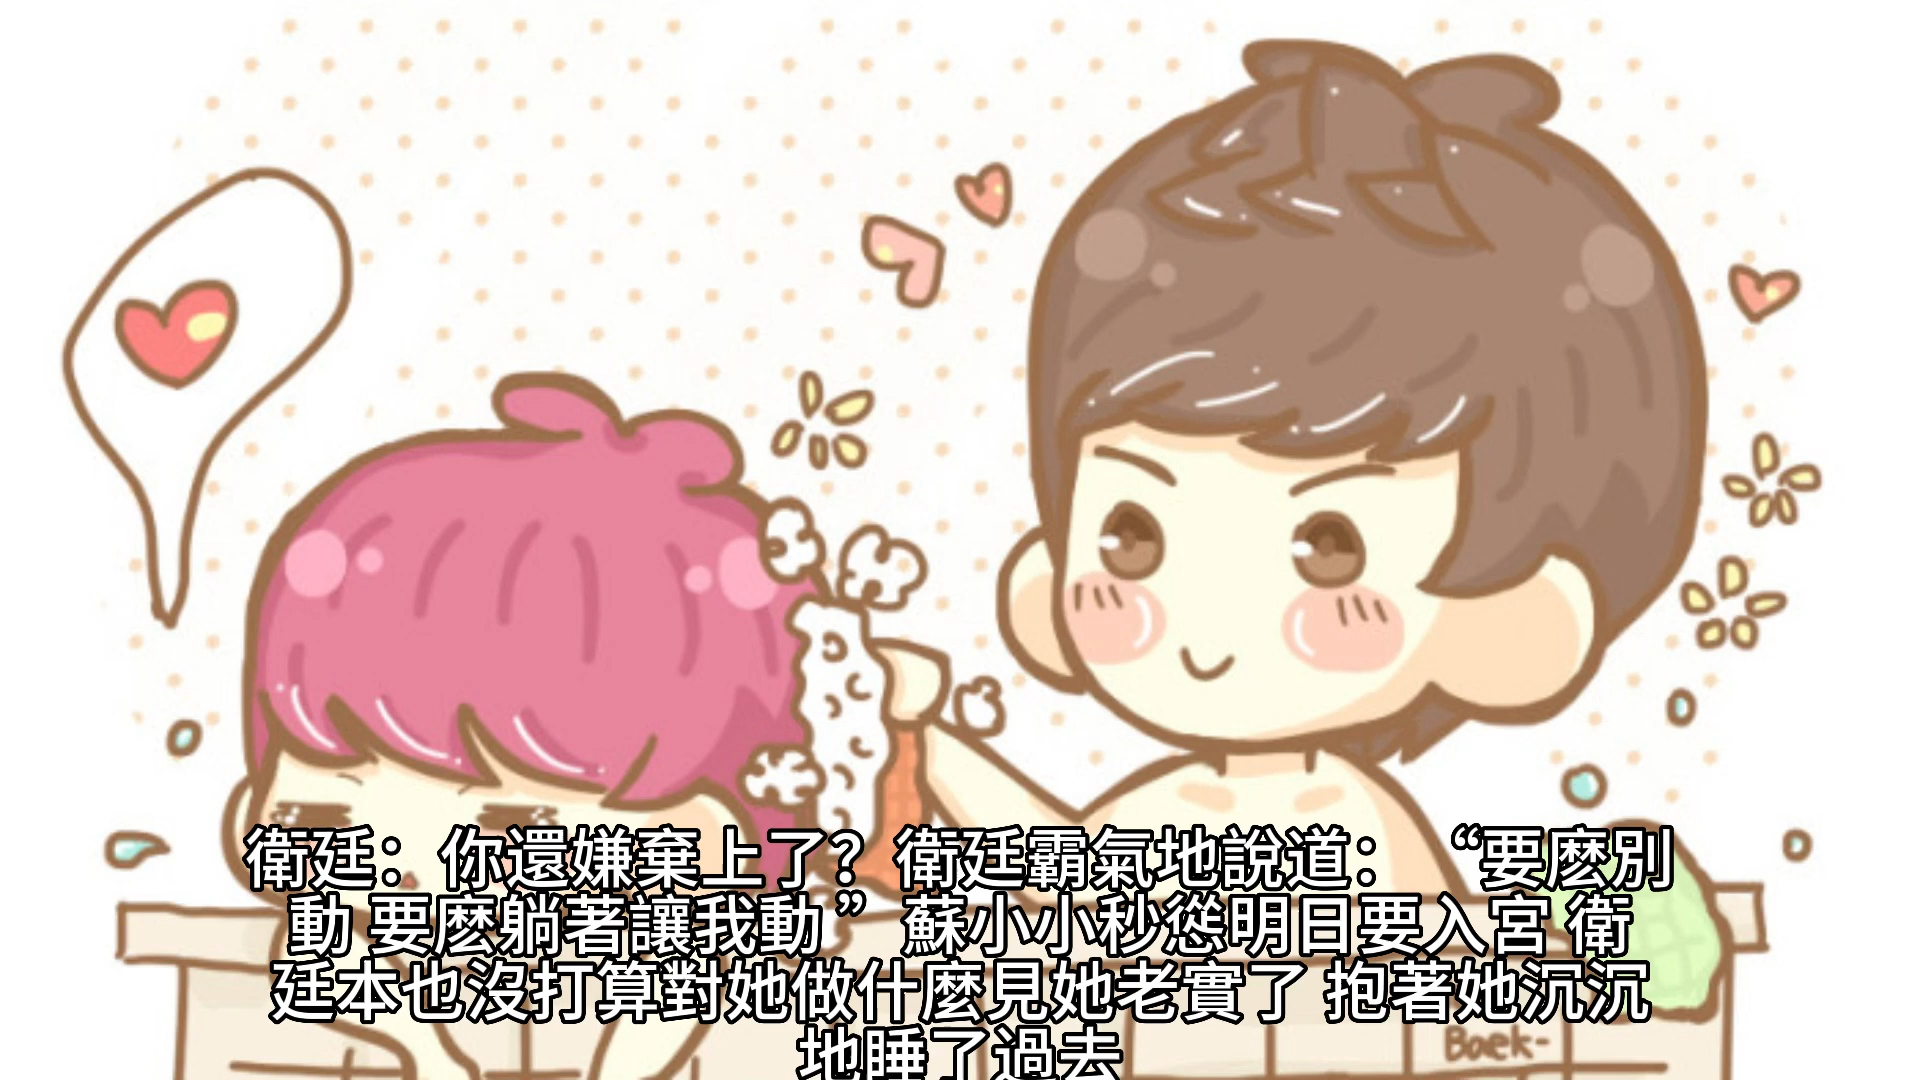 衛廷：你還嫌棄上了？衛廷霸氣地說道：“要麽別
動 要麽躺著讓我動” 蘇小小秒慫明日要入宮 衛
廷本也沒打算對她做什麼見她老實了 抱著她沉沉
地睡了過去
Baek-